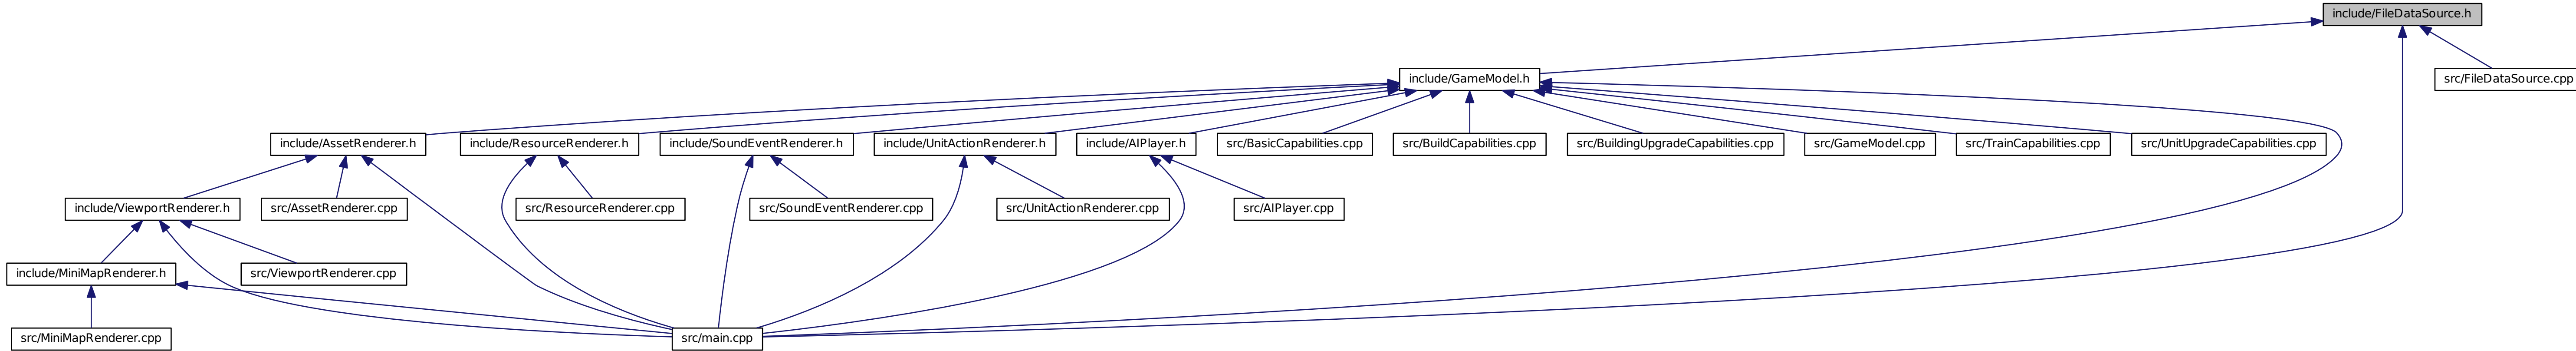 include/FileDataSource.h
include/GameModel.h
src/FileDataSource.cpp
include/AssetRenderer.h
include/ResourceRenderer.h
include/SoundEventRenderer.h
include/UnitActionRenderer.h
include/AIPlayer.h
src/BasicCapabilities.cpp
src/BuildCapabilities.cpp
src/BuildingUpgradeCapabilities.cpp
src/GameModel.cpp
src/TrainCapabilities.cpp
src/UnitUpgradeCapabilities.cpp
include/ViewportRenderer.h
src/AssetRenderer.cpp
src/ResourceRenderer.cpp
src/SoundEventRenderer.cpp
src/UnitActionRenderer.cpp
src/AIPlayer.cpp
include/MiniMapRenderer.h
src/ViewportRenderer.cpp
src/MiniMapRenderer.cpp
src/main.cpp